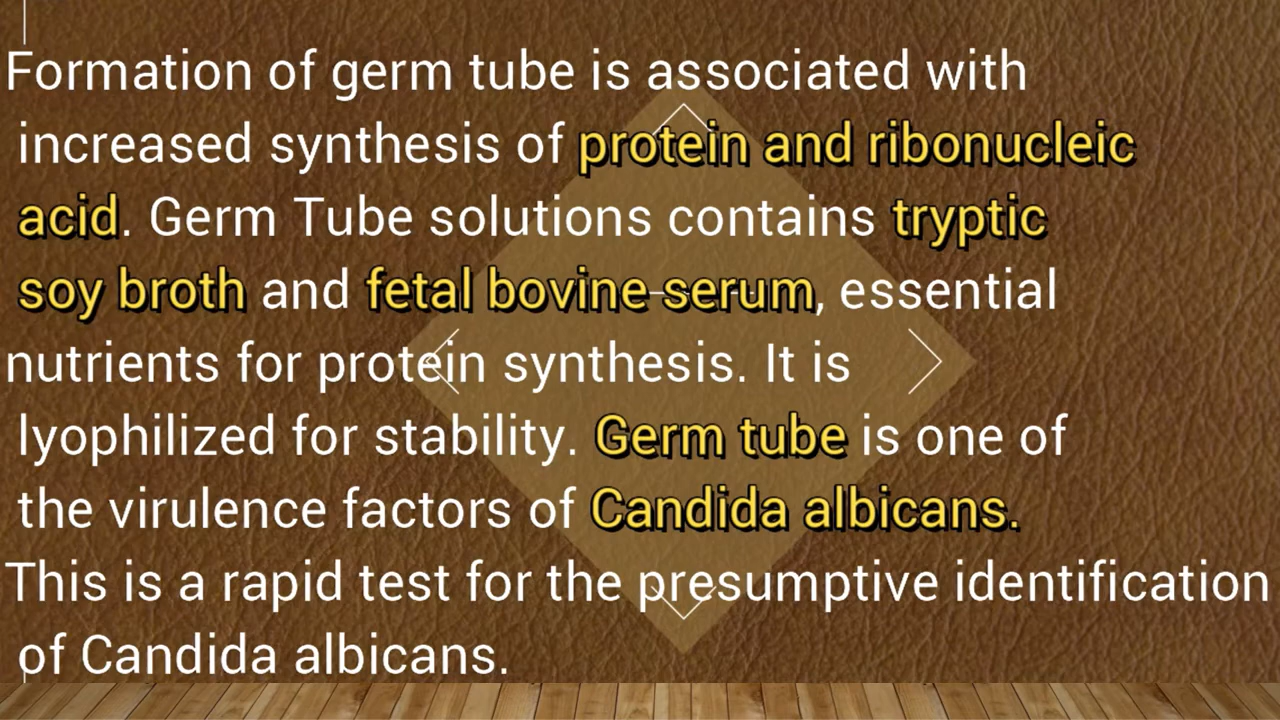 Formation of germ tube is associated with
increased synthesis of protein and ribonucleic
acid. Germ Tube solutions contains tryptic
soy broth and fetal bovine serum, essential
nutrients for protein synthesis. It is
lyophilized for stability. Germ tube is one of
the virulence factors of Candida albicans.
This is a rapid test for the presumptive identification
of Candida albicans.